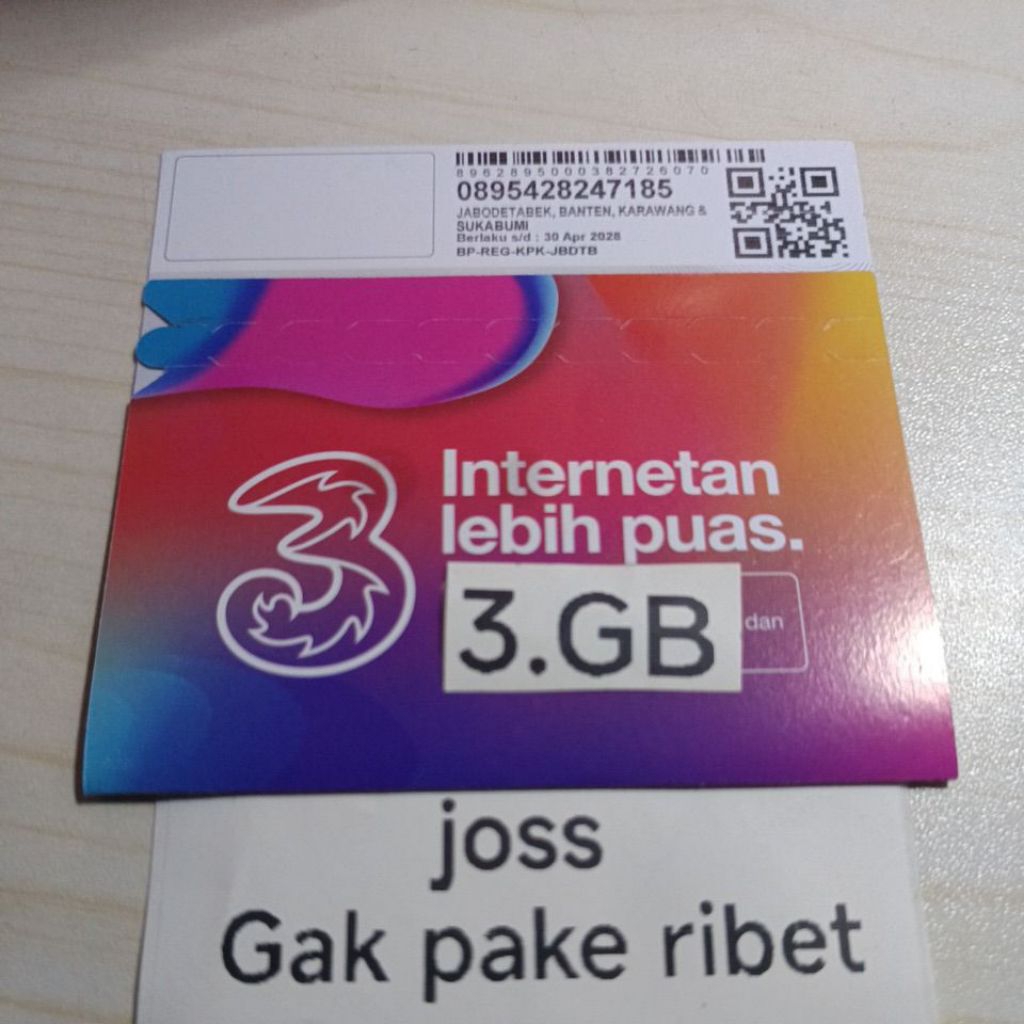 8962895000382726070
0895428247185
JABODETABEK, BANTEN, KARAWANG &
SUKABUMI
Berlaku s/d : 30 Apr 2028
BP-REG-KPK-JBDTB
3
Internetan
lebih puas.
3.GB
dan
joss
Gak pake ribet